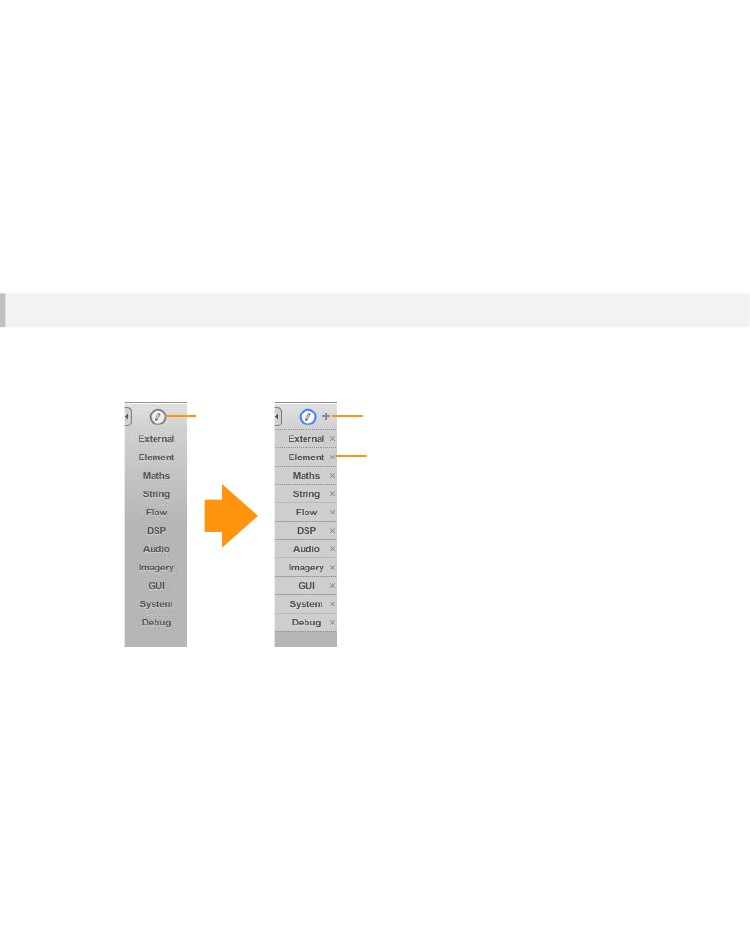 External
Element
Maths
String
Flow
DSP
Audio
Imagery
GUI
System
Debug
External ×
Element ×
Maths ×
String ×
Flow ×
DSP ×
Audio ×
Imagery ×
GUI ×
System ×
Debug ×